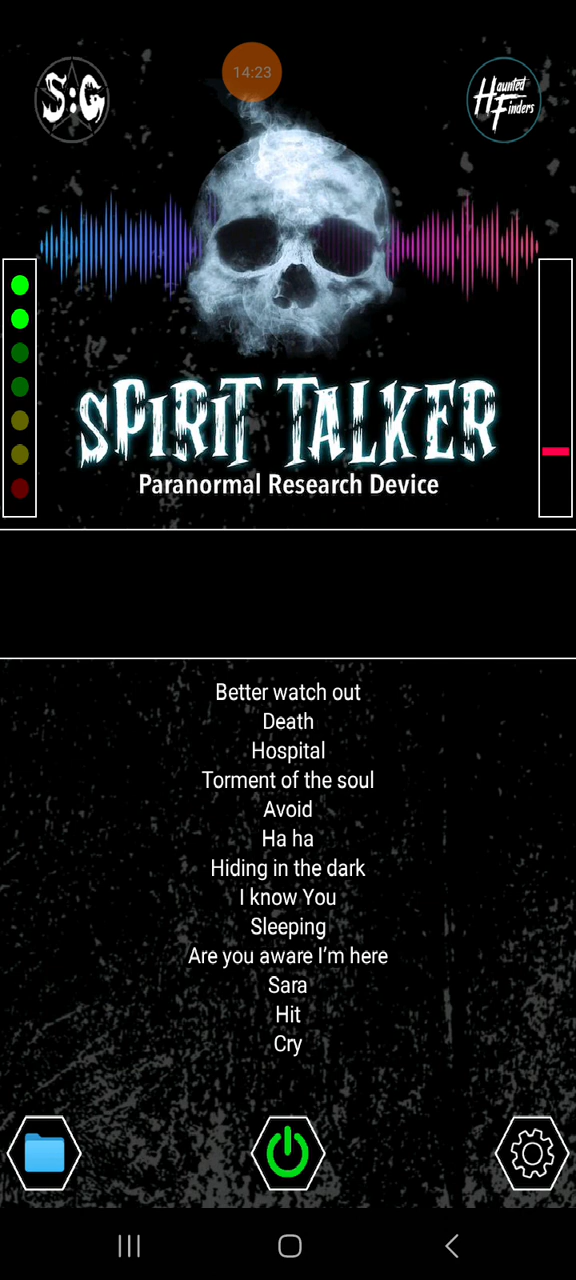 14:23
S:G
Haunted
Finders
SPIRIT TALKER
Paranormal Research Device
Better watch out
Death
Hospital
Torment of the soul
Avoid
Ha ha
Hiding in the dark
I know You
Sleeping
Are you aware I’m here
Sara
Hit
Cry